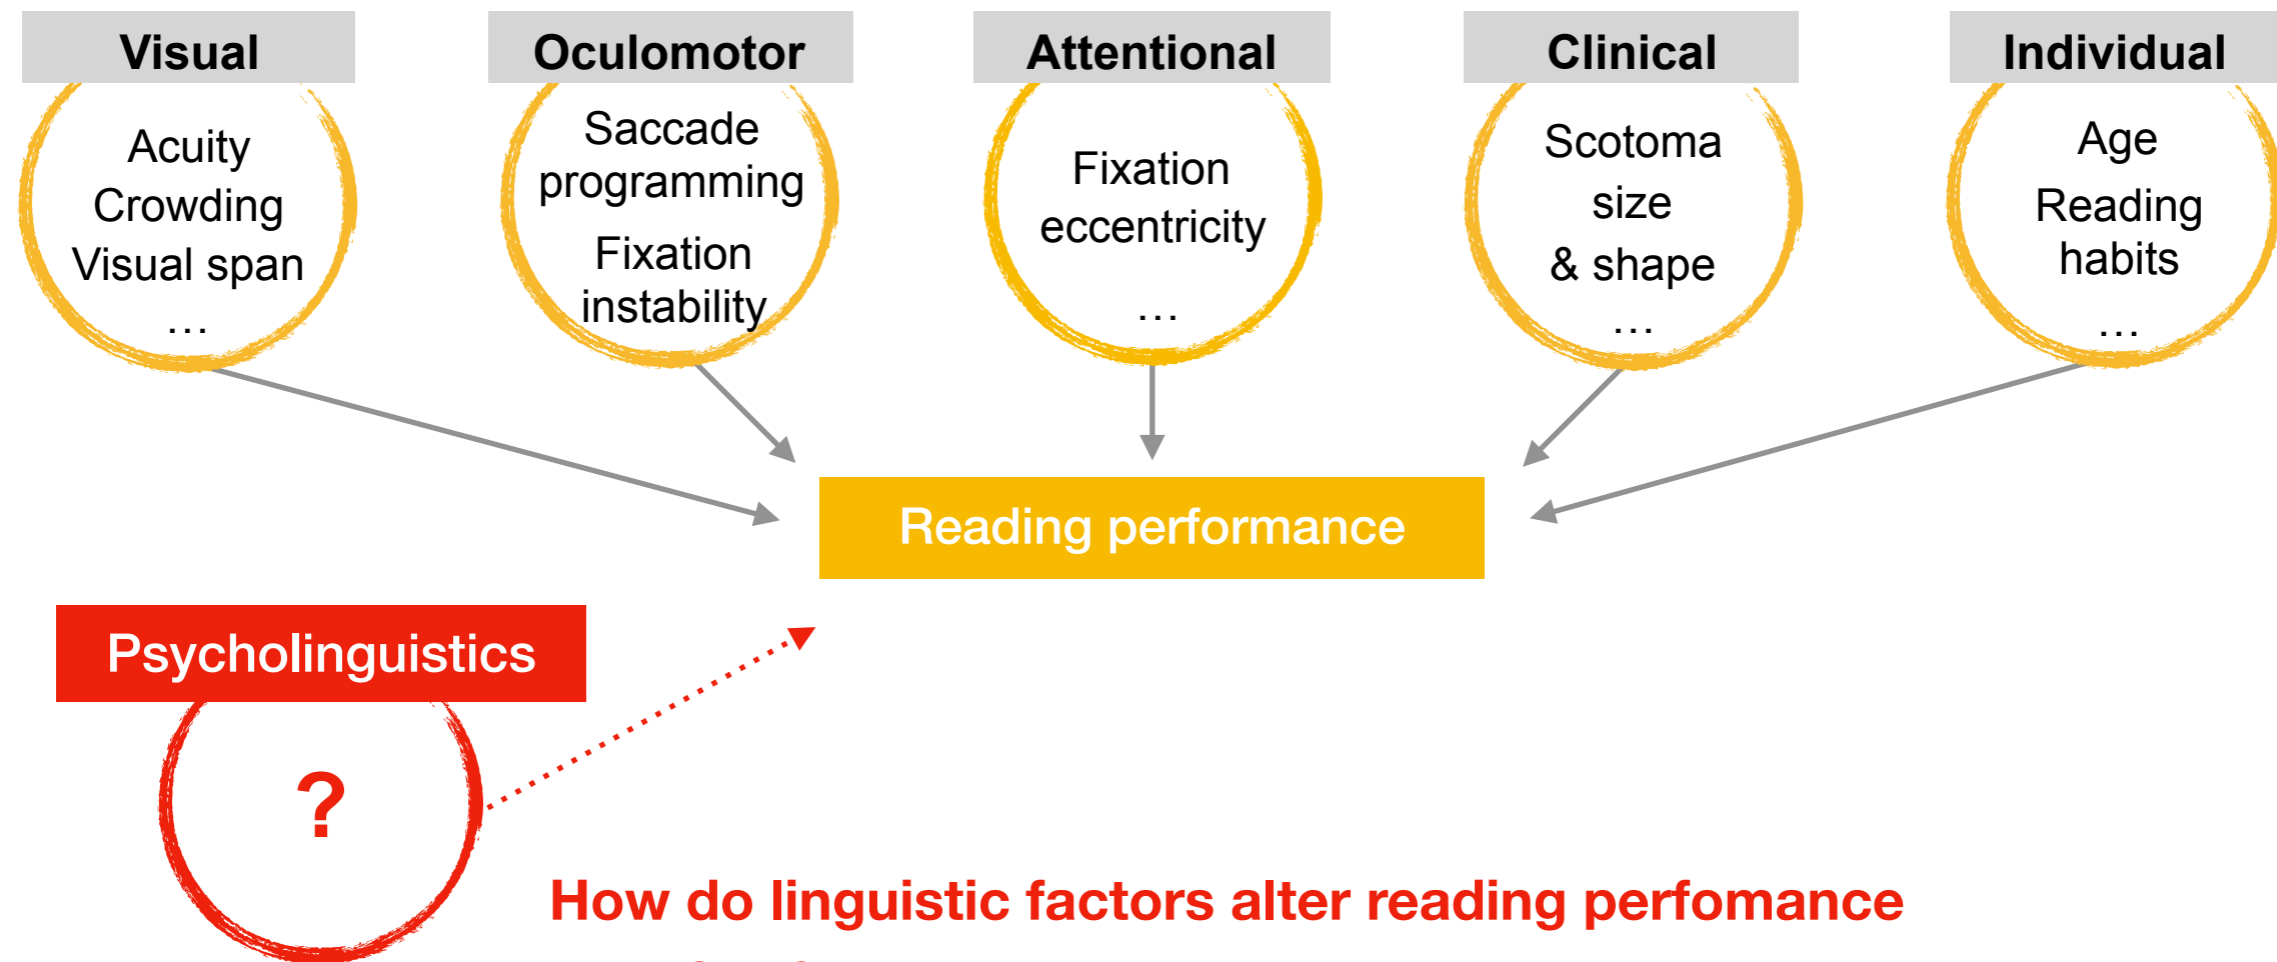 Visual
Acuity
Crowding
Visual span
...
Oculomotor
Saccade
programming
Fixation
instability
Attentional
Fixation
eccentricity
...
Clinical
Scotoma
size
& shape
...
Individual
Age
Reading
habits
...
Reading performance
Psycholinguistics
?
How do linguistic factors alter reading perfomance